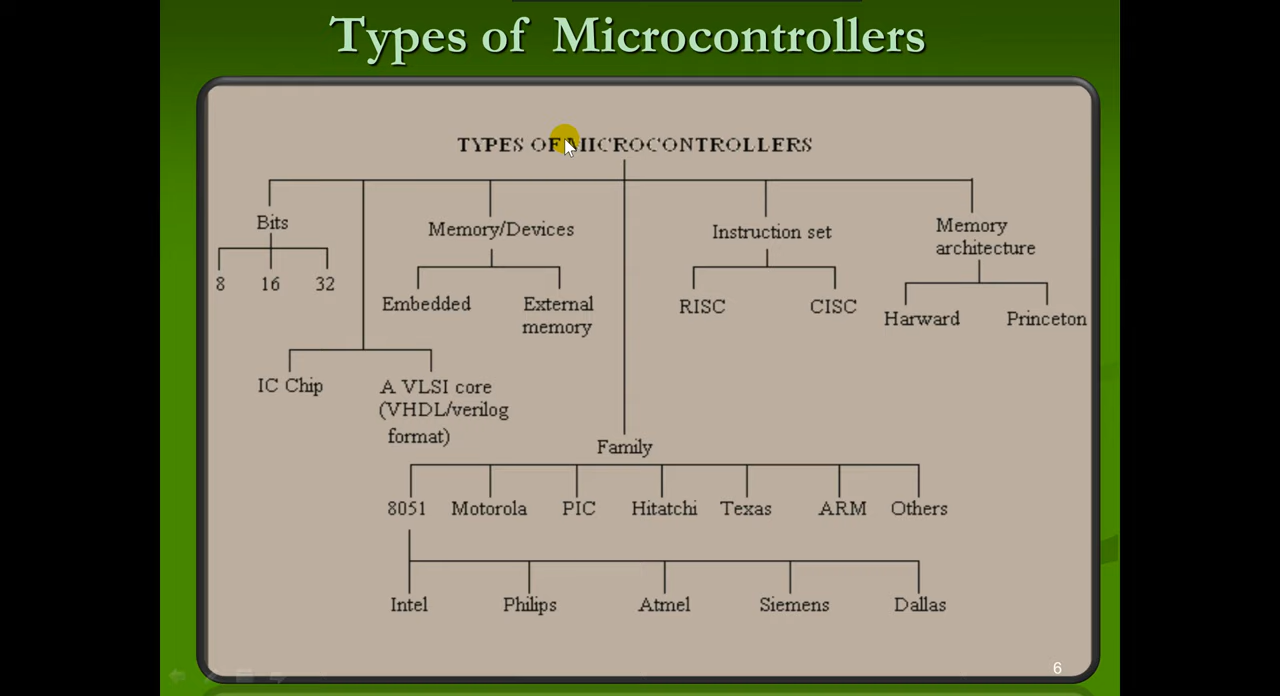 Types of Microcontrollers
TYPES OF MICROCONTROLLERS
Bits
8 16 32
Memory/Devices
Embedded
External
memory
Instruction set
RISC CISC
Memory
architecture
Harward Princeton
IC Chip
A VLSI core
(VHDL/verilog
format)
Family
8051 Motorola PIC Hitatchi Texas ARM Others
Intel Philips Atmel Siemens Dallas
6